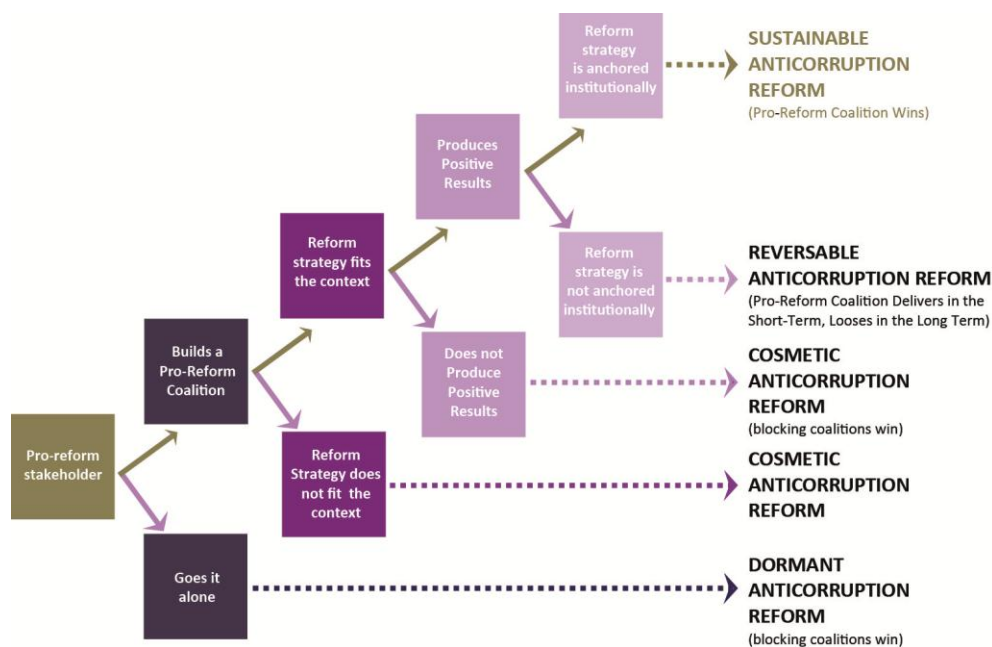 Reform
strategy
is anchored
institutionally
SUSTAINABLE
ANTICORRUPTION
REFORM
(Pro-Reform Coalition Wins)
Produces
Positive
Results
Reform
strategy fits
the context
Reform
strategy is
not anchored
institutionally
REVERSABLE
ANTICORRUPTION REFORM
(Pro-Reform Coalition Delivers in the
Short-Term, Looses in the Long Term)
Builds a
Pro-Reform
Coalition
Does not
Produce
Positive
Results
COSMETIC
ANTICORRUPTION
REFORM
(blocking coalitions win)
Pro-reform
stakeholder
Reform
Strategy does
not fit the
context
COSMETIC
ANTICORRUPTION
REFORM
Goes it
alone
DORMANT
ANTICORRUPTION
REFORM
(blocking coalitions win)